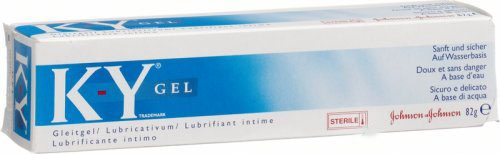 K-Y® GEL
TRADEMARK
Gleitgel/ Lubricativum/ Lubrifiant intime
Lubrificante intimo
Sanft und sicher
Auf Wasserbasis
Doux et sans danger
A base d'eau
Sicuro e delicato
A base di acqua
STERILE
Johnson+Johnson
82g